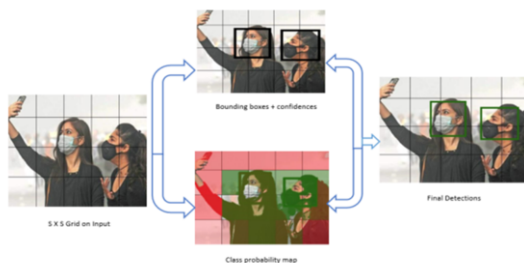 Bounding boxes + confidences
S X S Grid on Input
Final Detections
Class probability map